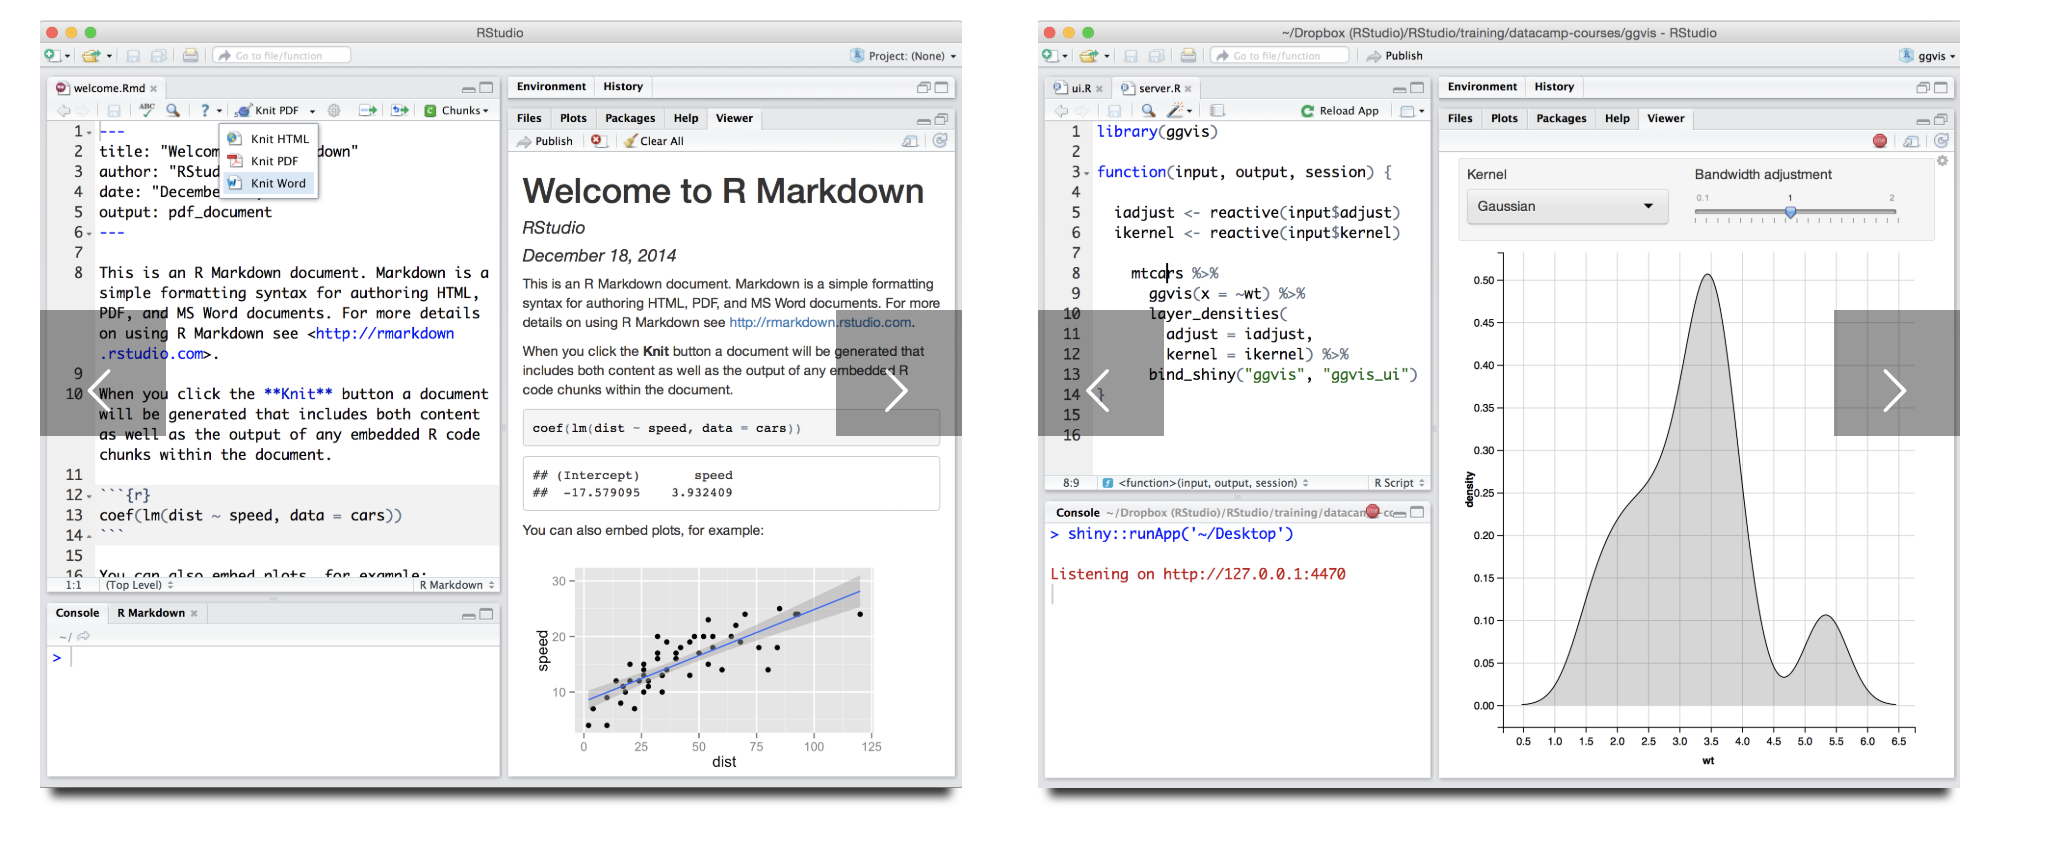 RStudio
Go to file/function
Project: (None)
welcome.Rmd
ABC
?
Knit PDF
Chunks
Knit HTML
Knit PDF
Knit Word
1 ---
2 title: "Welcom down"
3 author: "RStud
4 date: "Decembe
5 output: pdf_document
6 ---
7
8 This is an R Markdown document. Markdown is a
simple formatting syntax for authoring HTML,
PDF, and MS Word documents. For more details
on using R Markdown see <http://rmarkdown
.rstudio.com>.
9
10 When you click the **Knit** button a document
will be generated that includes both content
as well as the output of any embedded R code
chunks within the document.
11
12 ```{r}
13 coef(lm(dist ~ speed, data = cars))
14 ```
15
16 You can also embed plots, for example:
1:1 (Top Level) R Markdown
Console R Markdown
~/
>
Environment History
Files Plots Packages Help Viewer
Publish Clear All
Welcome to R Markdown
RStudio
December 18, 2014
This is an R Markdown document. Markdown is a simple formatting
syntax for authoring HTML, PDF, and MS Word documents. For more
details on using R Markdown see http://rmarkdown.rstudio.com.
When you click the Knit button a document will be generated that
includes both content as well as the output of any embedded R
code chunks within the document.
coef(lm(dist ~ speed, data = cars))
## (Intercept) speed
## -17.579095 3.932409
You can also embed plots, for example:
30
20
10
speed
0 25 50 75 100 125
dist
~/Dropbox (RStudio)/RStudio/training/datacamp-courses/ggvis - RStudio
Go to file/function
Publish
ggvis
ui.R server.R
Reload App
1 library(ggvis)
2
3 function(input, output, session) {
4
5 iadjust <- reactive(input$adjust)
6 ikernel <- reactive(input$kernel)
7
8 mtcars %>%
9 ggvis(x = ~wt) %>%
10 layer_densities(
11 adjust = iadjust,
12 kernel = ikernel) %>%
13 bind_shiny("ggvis", "ggvis_ui")
14 }
15
16
8:9 <function>(input, output, session) R Script
Console ~/Dropbox (RStudio)/RStudio/training/datacam -co
> shiny::runApp('~/Desktop')
Listening on http://127.0.0.1:4470
Environment History
Files Plots Packages Help Viewer
Kernel
Gaussian
Bandwidth adjustment
0.1 1 2
0.50
0.45
0.40
0.35
0.30
0.25
0.20
0.15
0.10
0.05
0.00
density
0.5 1.0 1.5 2.0 2.5 3.0 3.5 4.0 4.5 5.0 5.5 6.0 6.5
wt